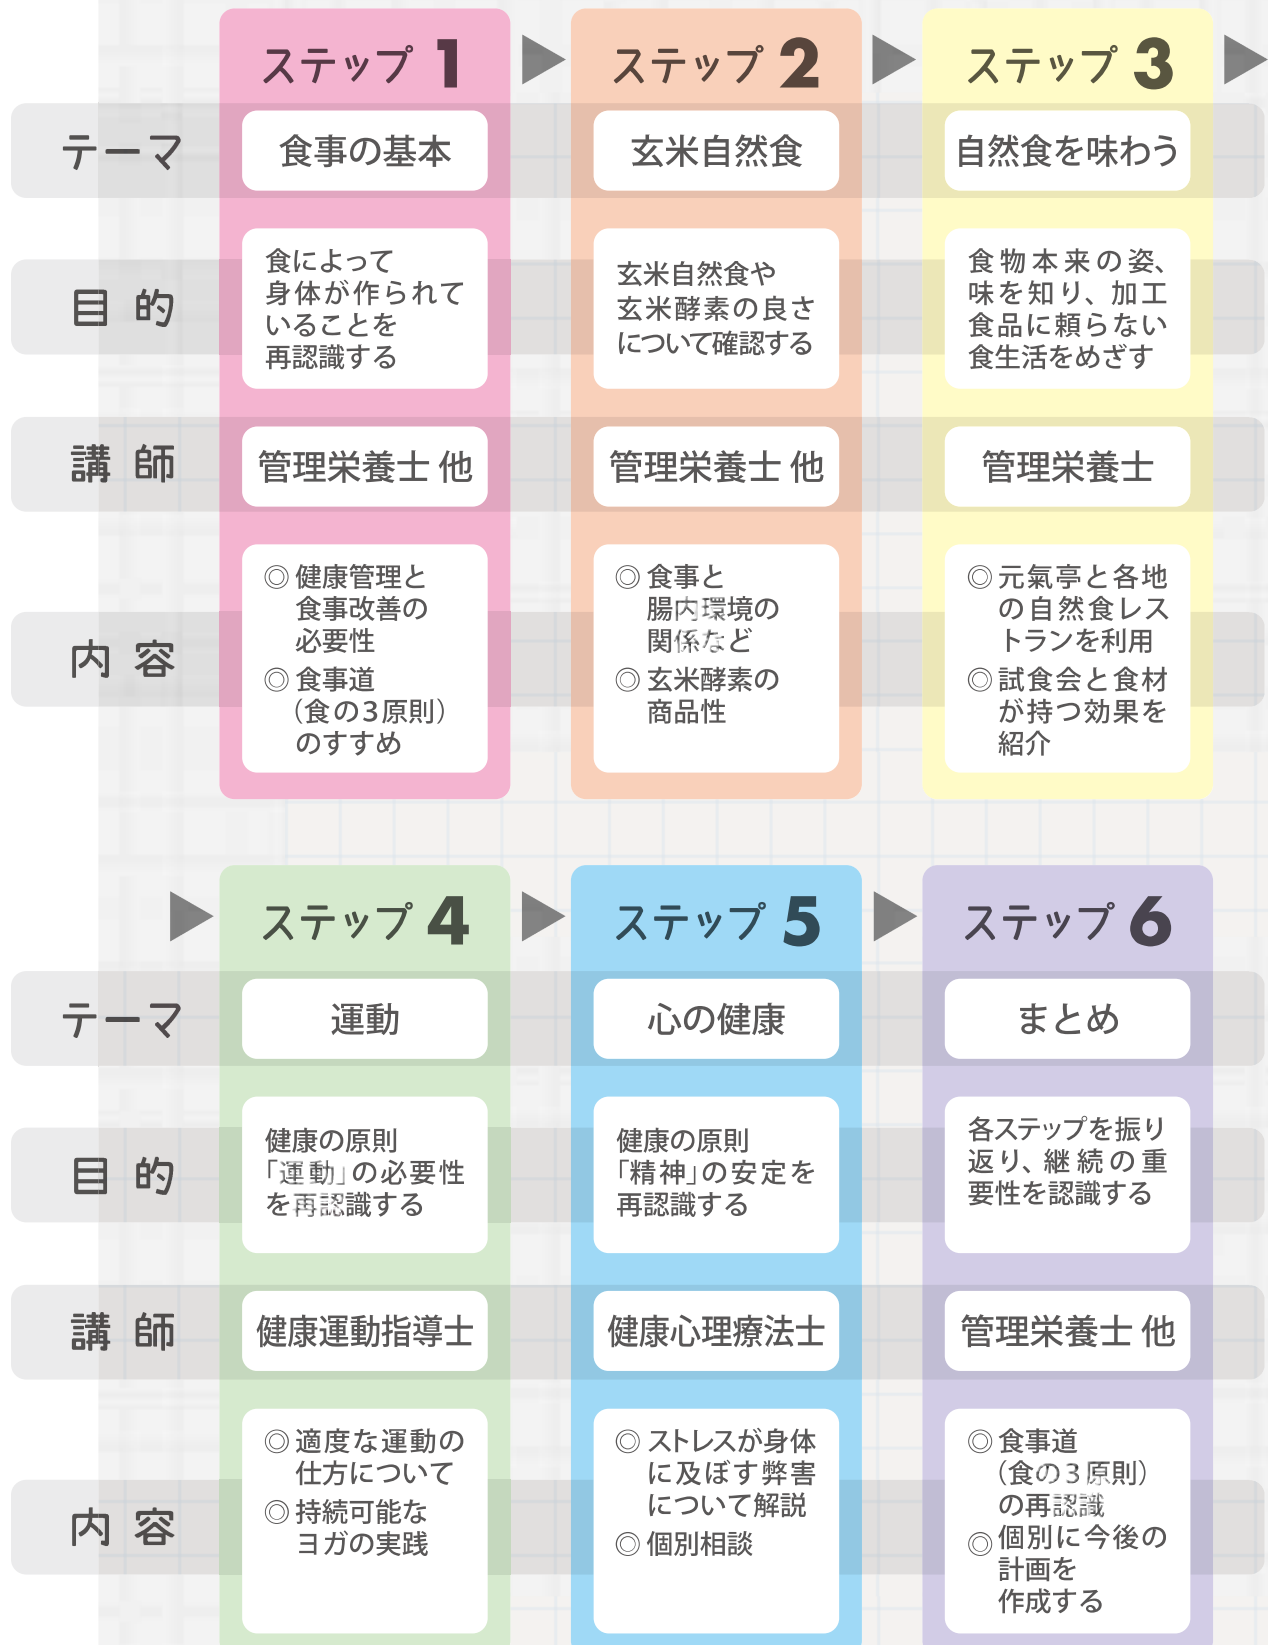 ステップ 1
ステップ 2
ステップ 3
テーマ
食事の基本
玄米自然食
自然食を味わう
目的
食によって
身体が作られて
いることを
再認識する
玄米自然食や
玄米酵素の良さ
について確認する
食物本来の姿、
味を知り、加工
食品に頼らない
食生活をめざす
講師
管理栄養士 他
管理栄養士 他
管理栄養士
内容
◎ 健康管理と
食事改善の
必要性
◎ 食事道
（食の3原則）
のすすめ
◎ 食事と
腸内環境の
関係など
◎ 玄米酵素の
商品性
◎ 元氣亭と各地
の自然食レス
トランを利用
◎ 試食会と食材
が持つ効果を
紹介
ステップ 4
ステップ 5
ステップ 6
テーマ
運動
心の健康
まとめ
目的
健康の原則
「運動」の必要性
を再認識する
健康の原則
「精神」の安定を
再認識する
各ステップを振り
返り、継続の重
要性を認識する
講師
健康運動指導士
健康心理療法士
管理栄養士 他
内容
◎ 適度な運動の
仕方について
◎ 持続可能な
ヨガの実践
◎ ストレスが身体
に及ぼす弊害
について解説
◎ 個別相談
◎ 食事道
（食の3原則）
の再認識
◎ 個別に今後の
計画を
作成する